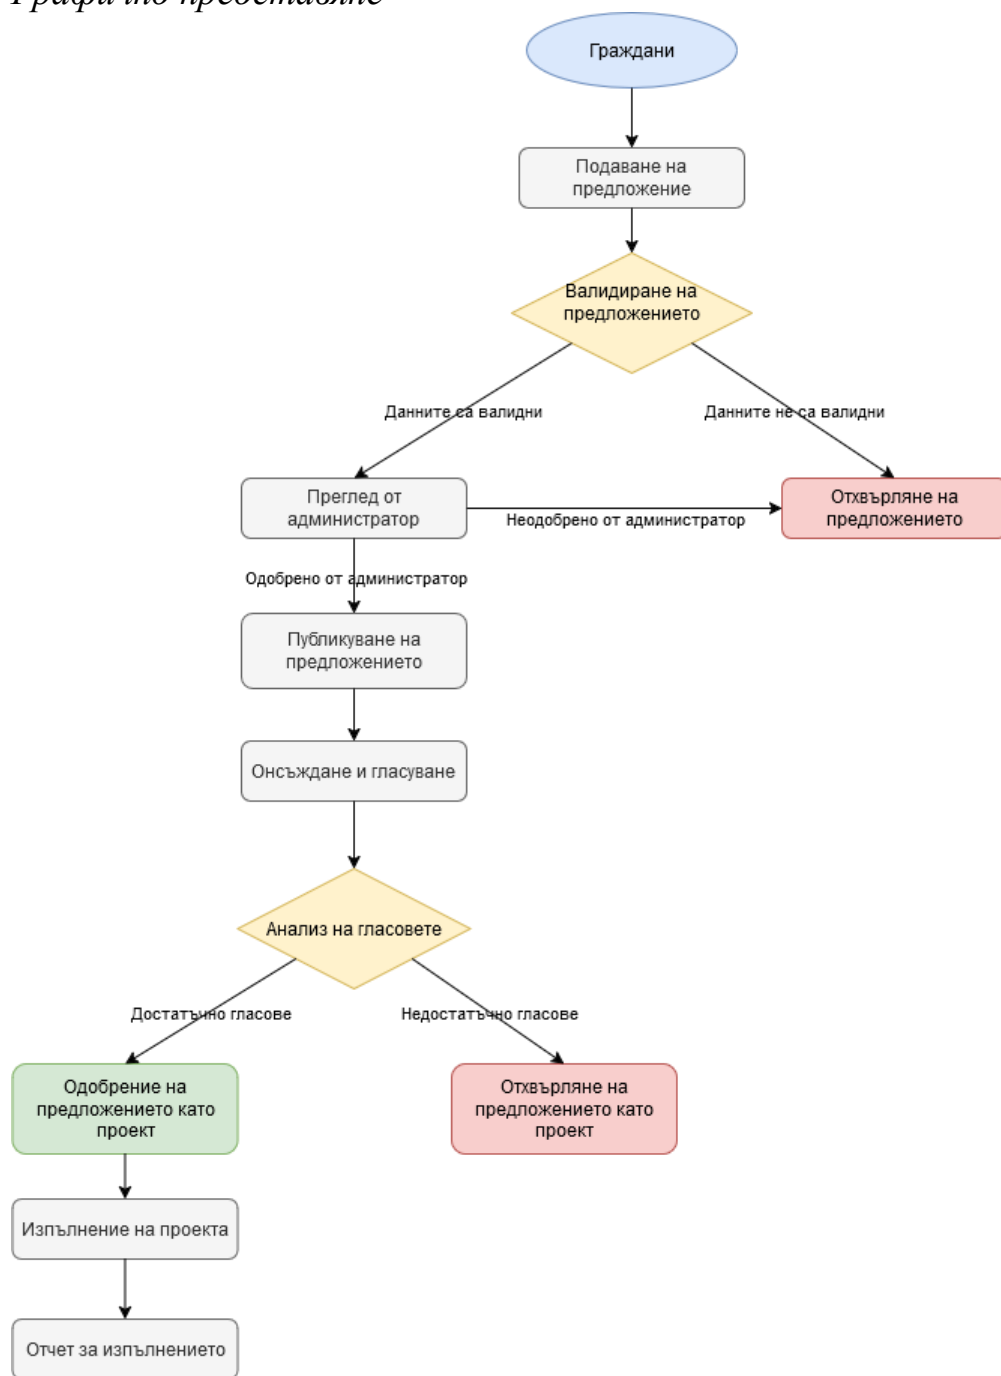 Графично представяне
Граждани
Подаване на
предложение
Валидиране на
предложението
Данните са валидни
Данните не са валидни
Преглед от
администратор
Неодобрено от администратор
Отхвърляне на
предложението
Одобрено от администратор
Публикуване на
предложението
Онсъждане и гласуване
Анализ на гласовете
Достатъчно гласове
Недостатъчно гласове
Одобрение на
предложението като
проект
Отхвърляне на
предложението като
проект
Изпълнение на проекта
Отчет за изпълнението